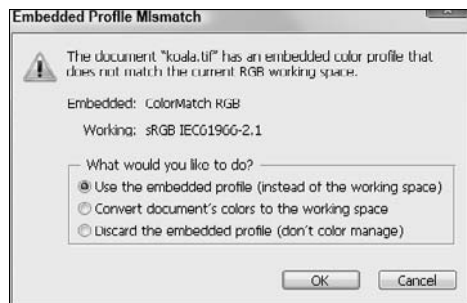 Embedded Profile Mismatch
The document "koala.tif" has an embedded color profile that
does not match the current RGB working space.
Embedded: ColorMatch RGB
Working: sRGB IEC61966-2.1
What would you like to do?
Use the embedded profile (instead of the working space)
Convert document's colors to the working space
Discard the embedded profile (don't color manage)
OK
Cancel